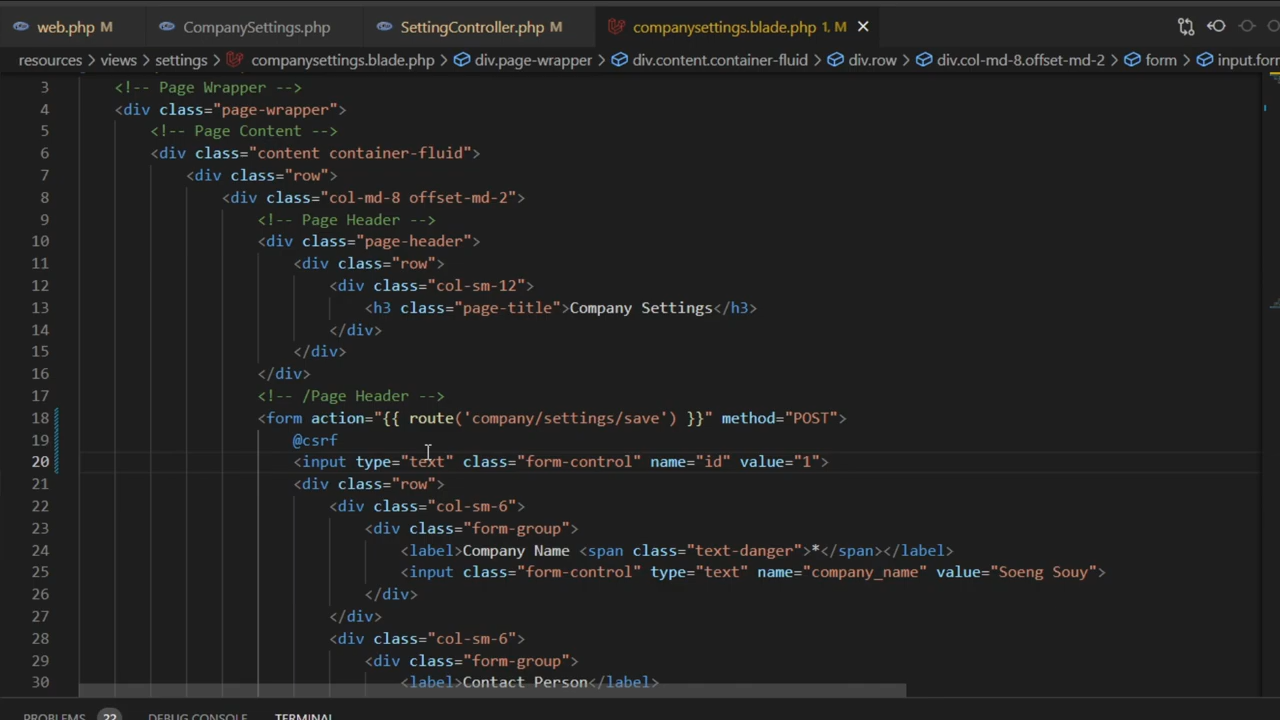 web.php M CompanySettings.php SettingController.php M companysettings.blade.php 1, M
resources > views > settings > companysettings.blade.php > div.page-wrapper > div.content.container-fluid > div.row > div.col-md-8.offset-md-2 > form > input.form
3 <!-- Page Wrapper -->
4 <div class="page-wrapper">
5 <!-- Page Content -->
6 <div class="content container-fluid">
7 <div class="row">
8 <div class="col-md-8 offset-md-2">
9 <!-- Page Header -->
10 <div class="page-header">
11 <div class="row">
12 <div class="col-sm-12">
13 <h3 class="page-title">Company Settings</h3>
14 </div>
15 </div>
16 </div>
17 <!-- /Page Header -->
18 <form action="{{ route('company/settings/save') }}" method="POST">
19 @csrf
20 <input type="text" class="form-control" name="id" value="1">
21 <div class="row">
22 <div class="col-sm-6">
23 <div class="form-group">
24 <label>Company Name <span class="text-danger">*</span></label>
25 <input class="form-control" type="text" name="company_name" value="Soeng Souy">
26 </div>
27 </div>
28 <div class="col-sm-6">
29 <div class="form-group">
30 <label>Contact Person</label>
PROBLEMS 22 DEBUG CONSOLE TERMINAL